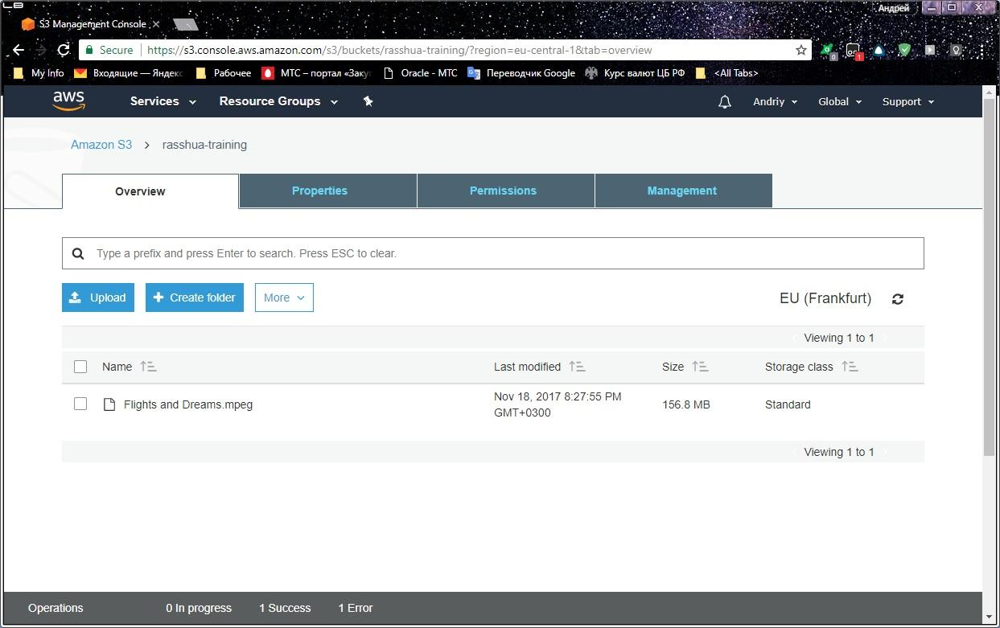 Андрей
S3 Management Console
Secure https://s3.console.aws.amazon.com/s3/buckets/rasshua-training/?region=eu-central-1&tab=overview
0 1
My Info Входящие — Яндекс Рабочее МТС – портал «Заку Oracle - МТС Переводчик Google Курс валют ЦБ РФ <All Tabs>
aws Services Resource Groups Andriy Global Support
Amazon S3 > rasshua-training
Overview Properties Permissions Management
Type a prefix and press Enter to search. Press ESC to clear.
Upload Create folder More EU (Frankfurt)
Viewing 1 to 1
Name Last modified Size Storage class
Flights and Dreams.mpeg Nov 18, 2017 8:27:55 PM 156.8 MB Standard
GMT+0300
Viewing 1 to 1
Operations 0 In progress 1 Success 1 Error